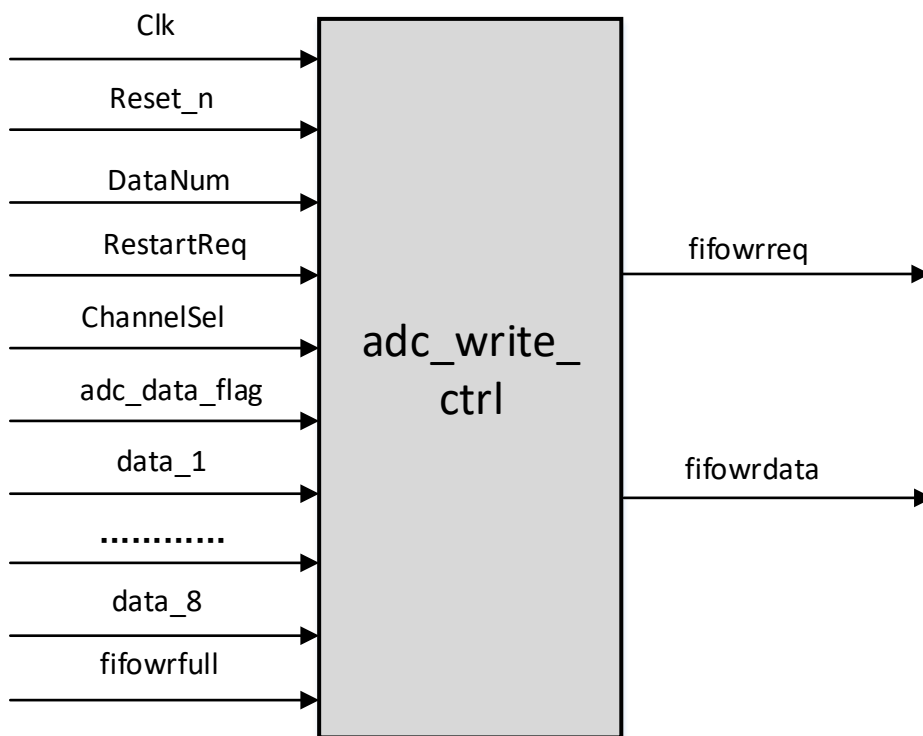 Clk
Reset_n
DataNum
RestartReq
ChannelSel
adc_data_flag
data_1
............
data_8
fifowrfull
adc_write_
ctrl
fifowrreq
fifowrdata